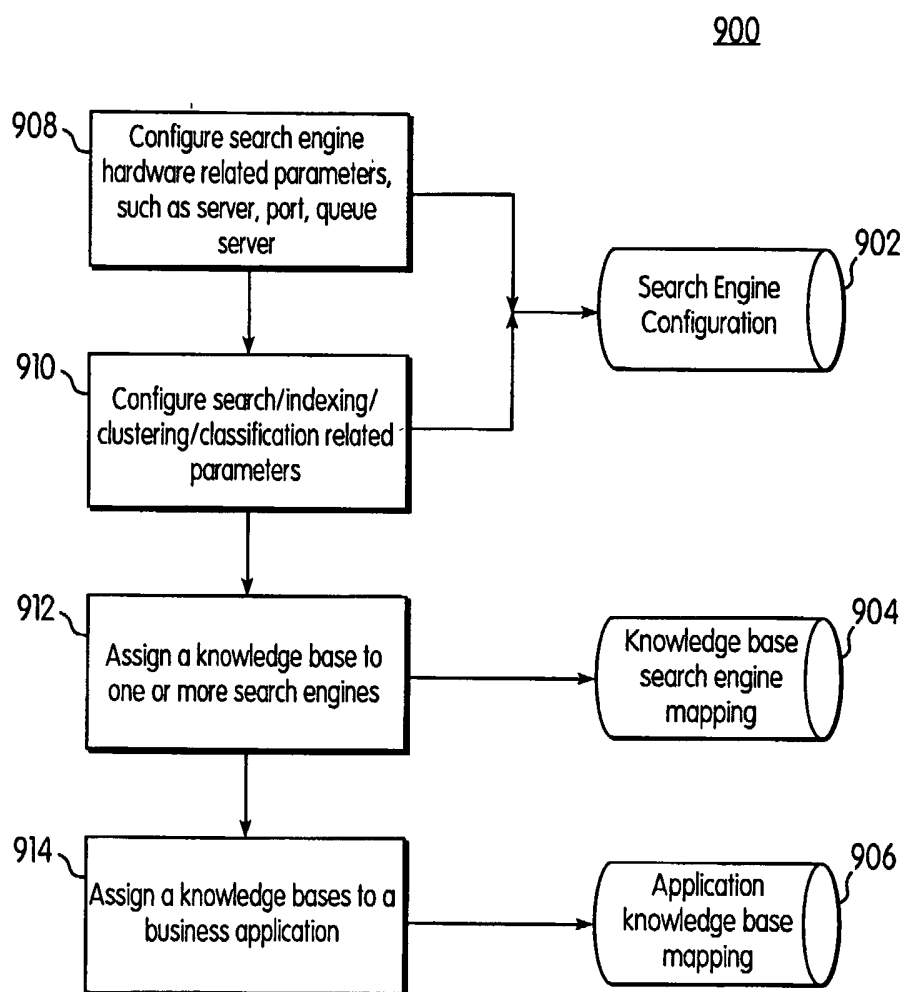 900
908
Configure search engine
hardware related parameters,
such as server, port, queue
server
902
Search Engine
Configuration
910
Configure search/indexing/
clustering/classification related
parameters
912
Assign a knowledge base to
one or more search engines
904
Knowledge base
search engine
mapping
914
Assign a knowledge bases to a
business application
906
Application
knowledge base
mapping